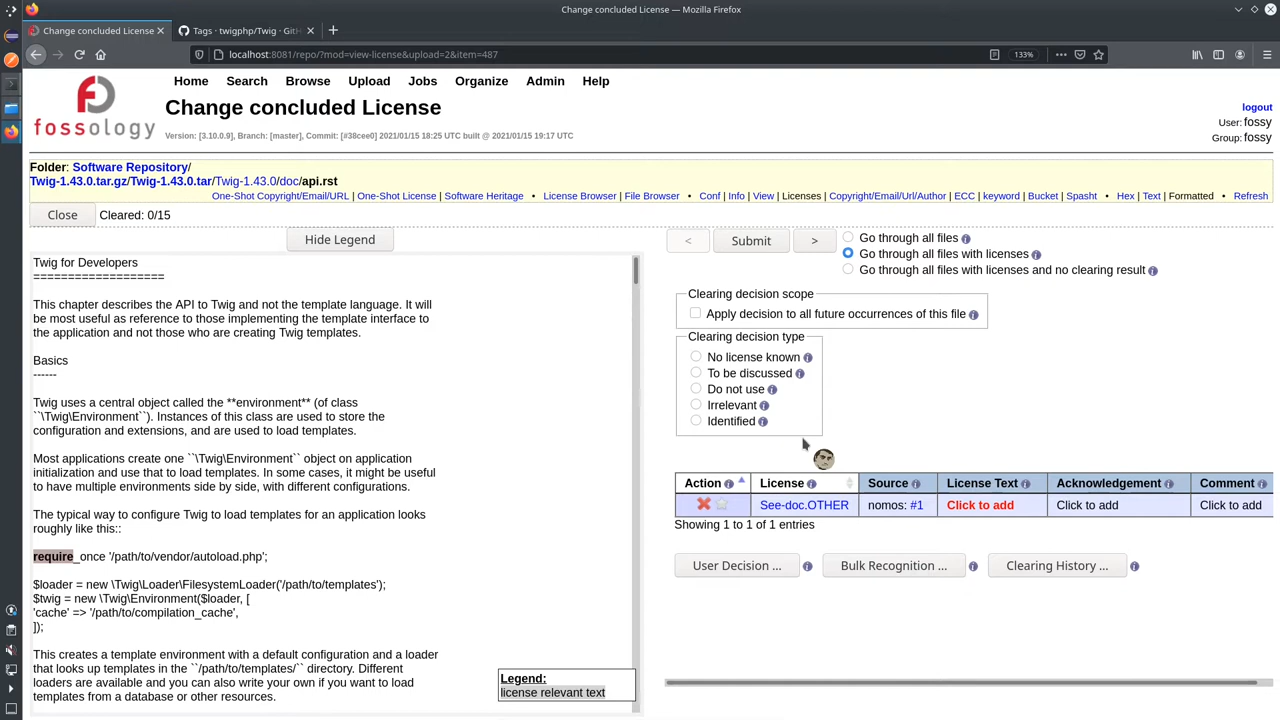 Change concluded License — Mozilla Firefox
Change concluded License
Tags · twigphp/Twig · GitH
localhost:8081/repo/?mod=view-license&upload=2&item=487
133%
Home Search Browse Upload Jobs Organize Admin Help
fossology
Change concluded License
Version: [3.10.0.9], Branch: [master], Commit: [#38cee0] 2021/01/15 18:25 UTC built @ 2021/01/15 19:17 UTC
logout
User: fossy
Group: fossy
Folder: Software Repository/
Twig-1.43.0.tar.gz/Twig-1.43.0.tar/Twig-1.43.0/doc/api.rst
One-Shot Copyright/Email/URL | One-Shot License | Software Heritage • License Browser | File Browser • Conf | Info | View | Licenses | Copyright/Email/Url/Author | ECC | keyword | Bucket | Spasht • Hex | Text | Formatted • Refresh
Close Cleared: 0/15
Hide Legend
Twig for Developers
===================
This chapter describes the API to Twig and not the template language. It will
be most useful as reference to those implementing the template interface to
the application and not those who are creating Twig templates.
Basics
------
Twig uses a central object called the **environment** (of class
``\Twig\Environment``). Instances of this class are used to store the
configuration and extensions, and are used to load templates.
Most applications create one ``\Twig\Environment`` object on application
initialization and use that to load templates. In some cases, it might be useful
to have multiple environments side by side, with different configurations.
The typical way to configure Twig to load templates for an application looks
roughly like this::
require_once '/path/to/vendor/autoload.php';
$loader = new \Twig\Loader\FilesystemLoader('/path/to/templates');
$twig = new \Twig\Environment($loader, [
'cache' => '/path/to/compilation_cache',
]);
This creates a template environment with a default configuration and a loader
that looks up templates in the ``/path/to/templates/`` directory. Different
loaders are available and you can also write your own if you want to load
templates from a database or other resources.
Legend:
license relevant text
< Submit >
Go through all files
Go through all files with licenses
Go through all files with licenses and no clearing result
Clearing decision scope
Apply decision to all future occurrences of this file
Clearing decision type
No license known
To be discussed
Do not use
Irrelevant
Identified
Action License Source License Text Acknowledgement Comment
See-doc.OTHER nomos: #1 Click to add Click to add Click to add
Showing 1 to 1 of 1 entries
User Decision ... Bulk Recognition ... Clearing History ...